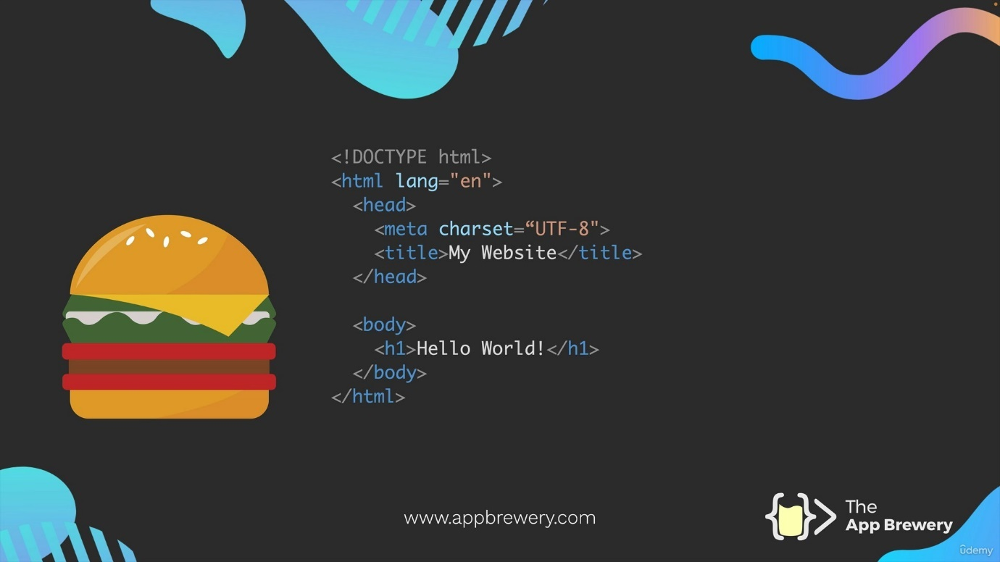 <!DOCTYPE html>
<html lang="en">
<head>
<meta charset=“UTF-8">
<title>My Website</title>
</head>
<body>
<h1>Hello World!</h1>
</body>
</html>
www.appbrewery.com
The
App Brewery
ûdemy